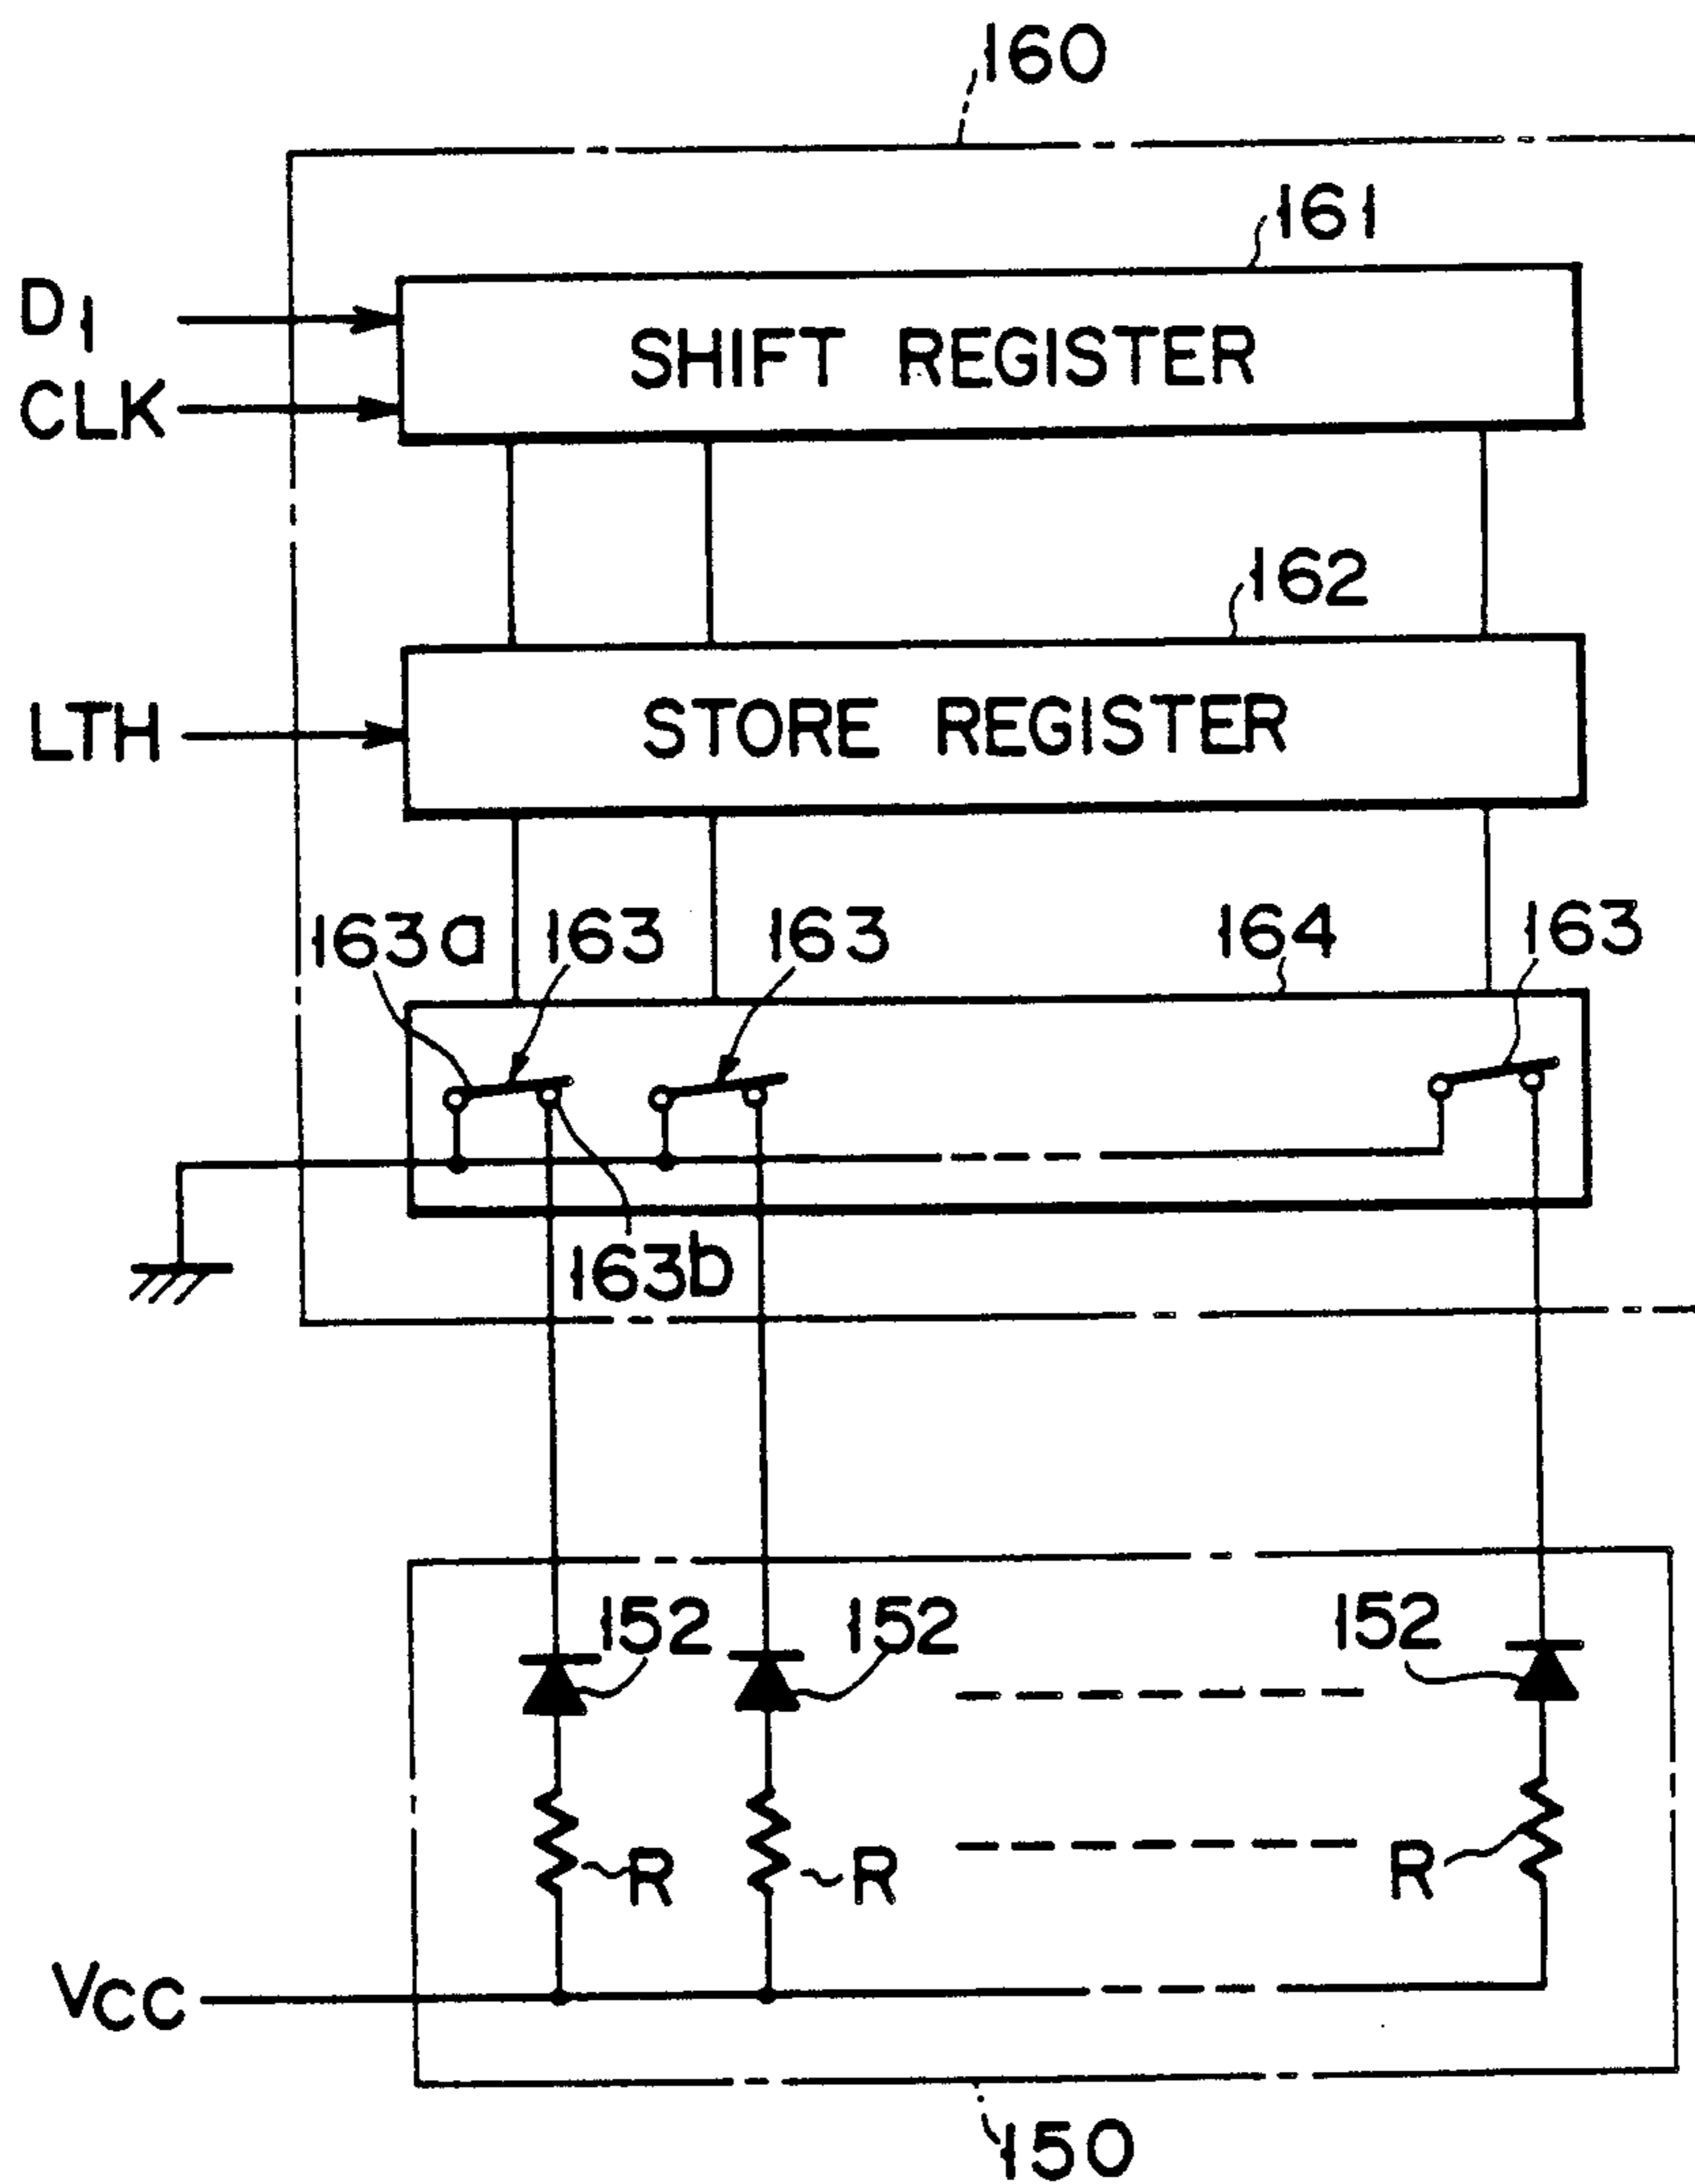 160
161
D1
SHIFT REGISTER
CLK
162
LTH
STORE REGISTER
163a
163
163
164
163
163b
152
152
152
R
R
R
VCC
150